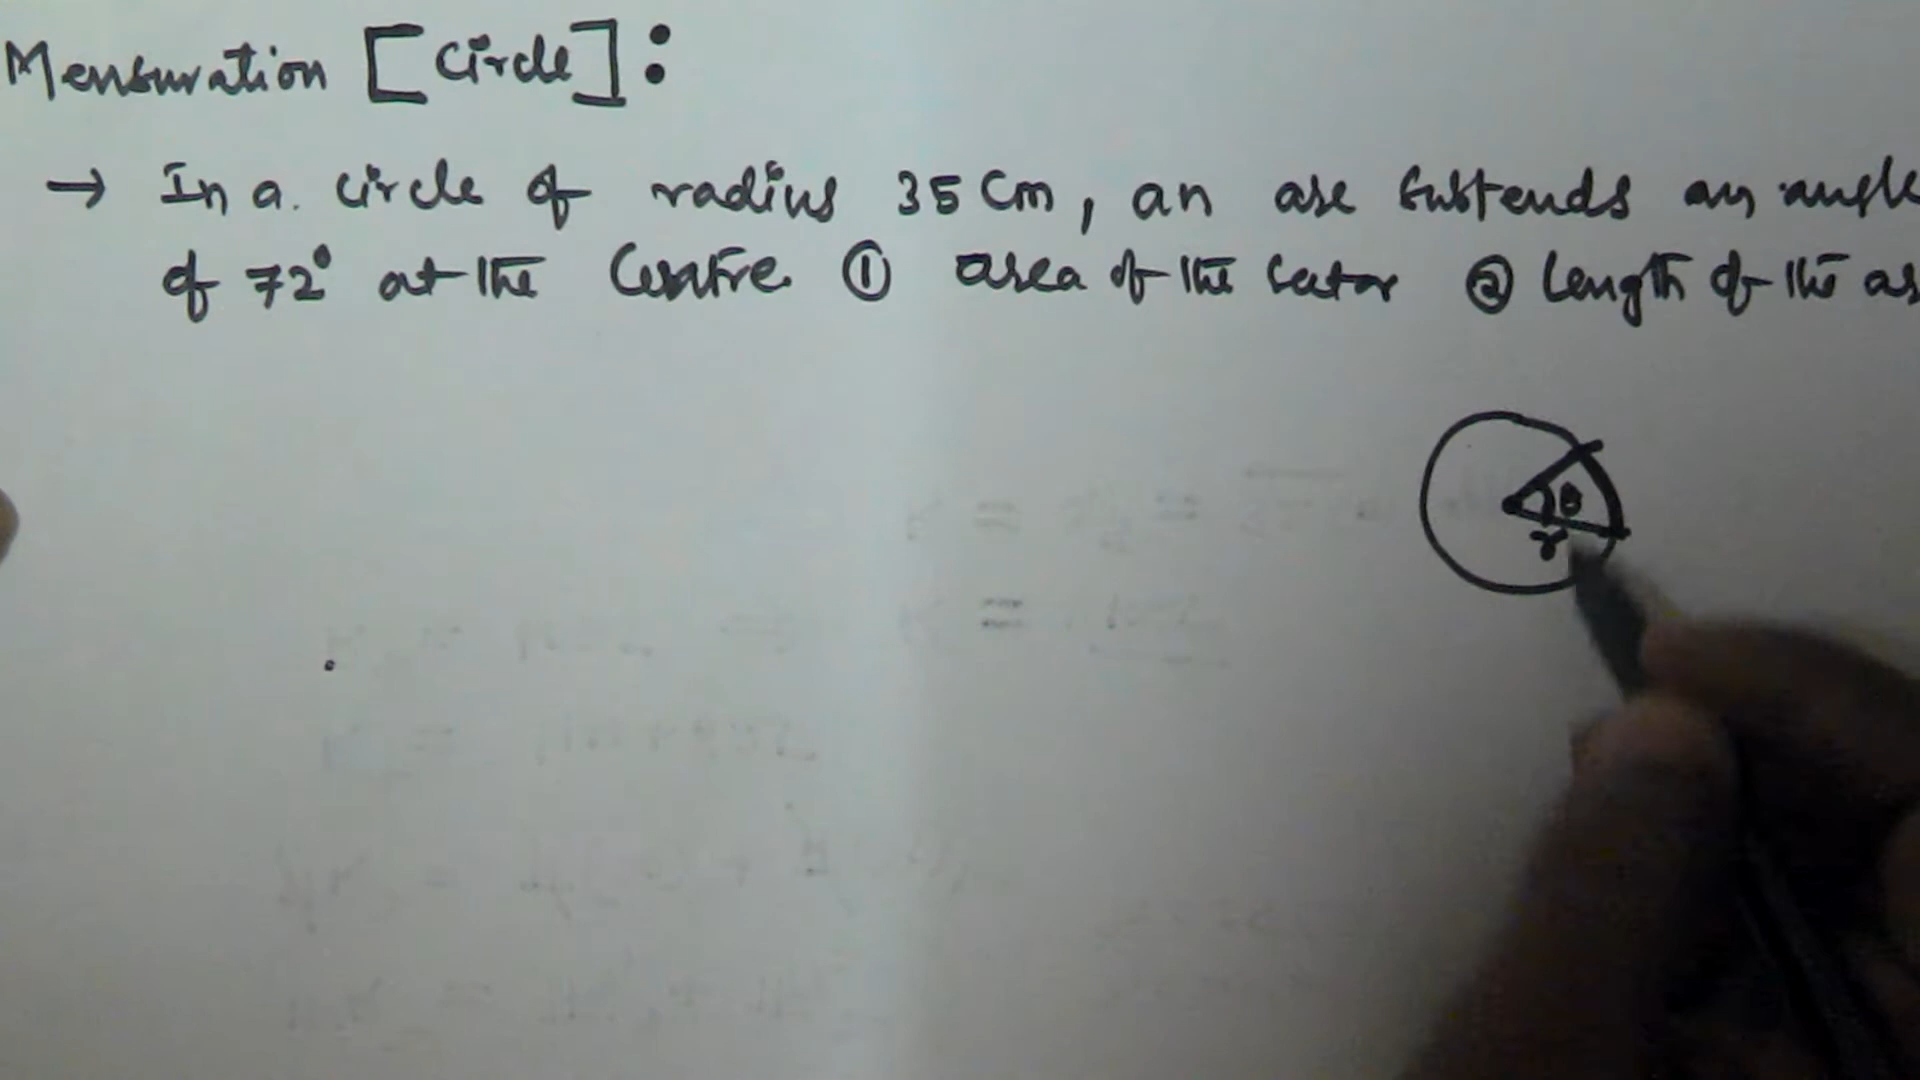 Mensuration [Circle]:
→ In a. circle of radius 35 Cm, an arc subtends an angle
of 72° at the Centre ① area of the sector ② length of the
θ
r